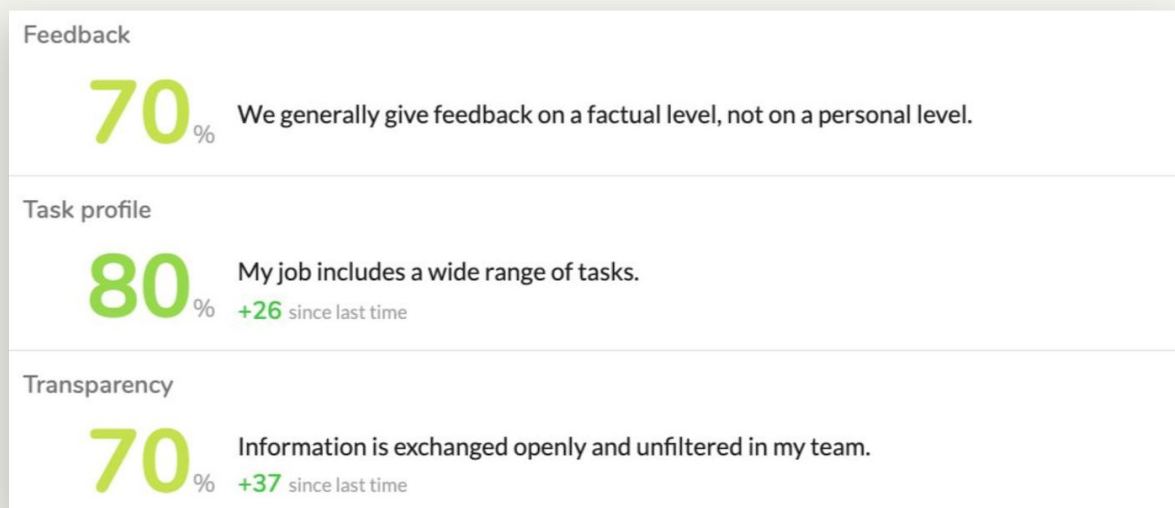 Feedback
70%
We generally give feedback on a factual level, not on a personal level.
Task profile
80%
My job includes a wide range of tasks.
+26 since last time
Transparency
70%
Information is exchanged openly and unfiltered in my team.
+37 since last time